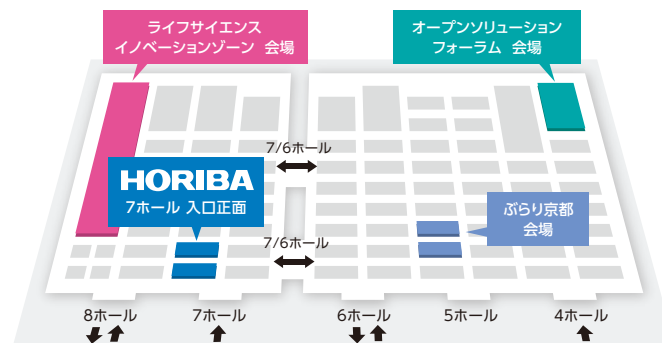 ライフサイエンス
イノベーションゾーン 会場
オープンソリューション
フォーラム 会場
7/6ホール
HORIBA
7ホール 入口正面
ぶらり京都
会場
7/6ホール
8ホール
7ホール
6ホール
5ホール
4ホール